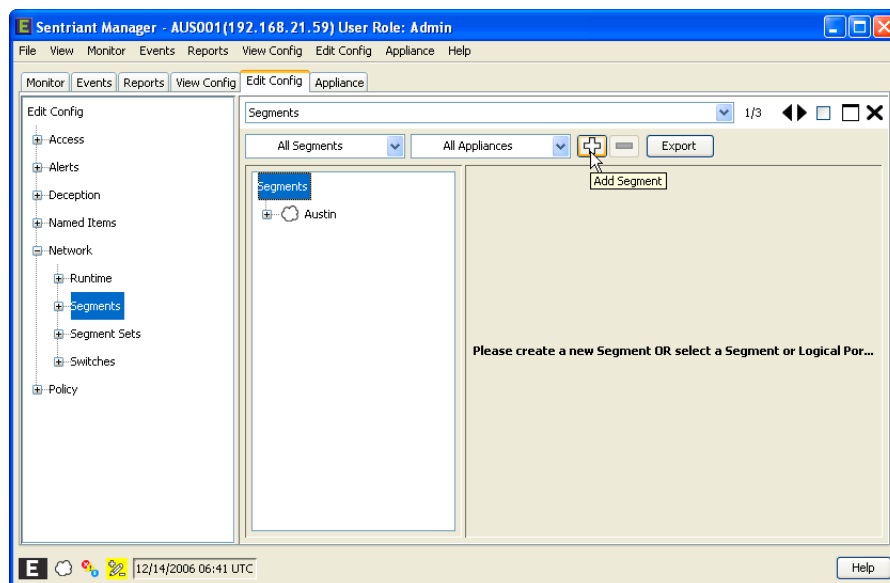 E Sentriant Manager - AUS001(192.168.21.59) User Role: Admin
File View Monitor Events Reports View Config Edit Config Appliance Help
Monitor Events Reports View Config Edit Config Appliance
Edit Config
Access
Alerts
Deception
Named Items
Network
Runtime
Segments
Segment Sets
Switches
Policy
Segments 1/3
All Segments All Appliances Export
Add Segment
Segments
Austin
Please create a new Segment OR select a Segment or Logical Por...
E 12/14/2006 06:41 UTC Help